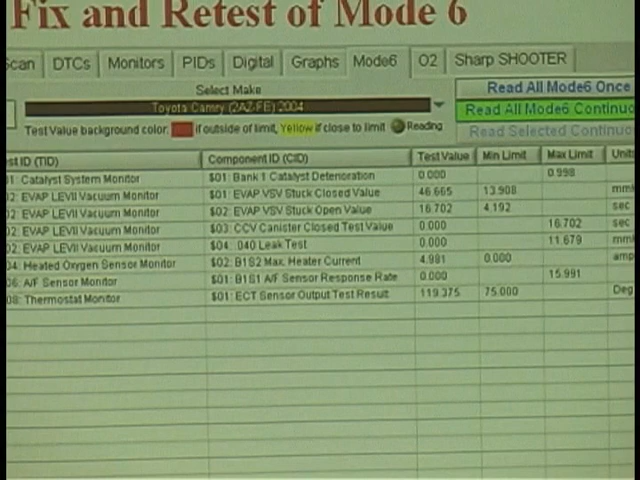 Fix and Retest of Mode 6
Scan DTCs Monitors PIDs Digital Graphs Mode6 O2 Sharp SHOOTER
Select Make
Toyota Camry (2AZ-FE) 2004
Read All Mode6 Once
Read All Mode6 Continuo
Read Selected Continuo
Test Value background color: if outside of limit, Yellow if close to limit Reading
st ID (TID) Component ID (CID) Test Value Min Limit Max Limit Units
01: Catalyst System Monitor $01: Bank 1 Catalyst Deterioration 0.000 0.998
02: EVAP LEVII Vacuum Monitor $01: EVAP VSV Stuck Closed Value 46.665 13.908 mm
02: EVAP LEVII Vacuum Monitor $02: EVAP VSV Stuck Open Value 16.702 4.192 sec
02: EVAP LEVII Vacuum Monitor $03: CCV Canister Closed Test Value 0.000 16.702 sec
02: EVAP LEVII Vacuum Monitor $04: .040 Leak Test 0.000 11.679 mm
04: Heated Oxygen Sensor Monitor $02: B1S2 Max. Heater Current 4.981 0.000 amp
06: A/F Sensor Monitor $01: B1S1 A/F Sensor Response Rate 0.000 15.991
08: Thermostat Monitor $01: ECT Sensor Output Test Result 119.375 75.000 Deg